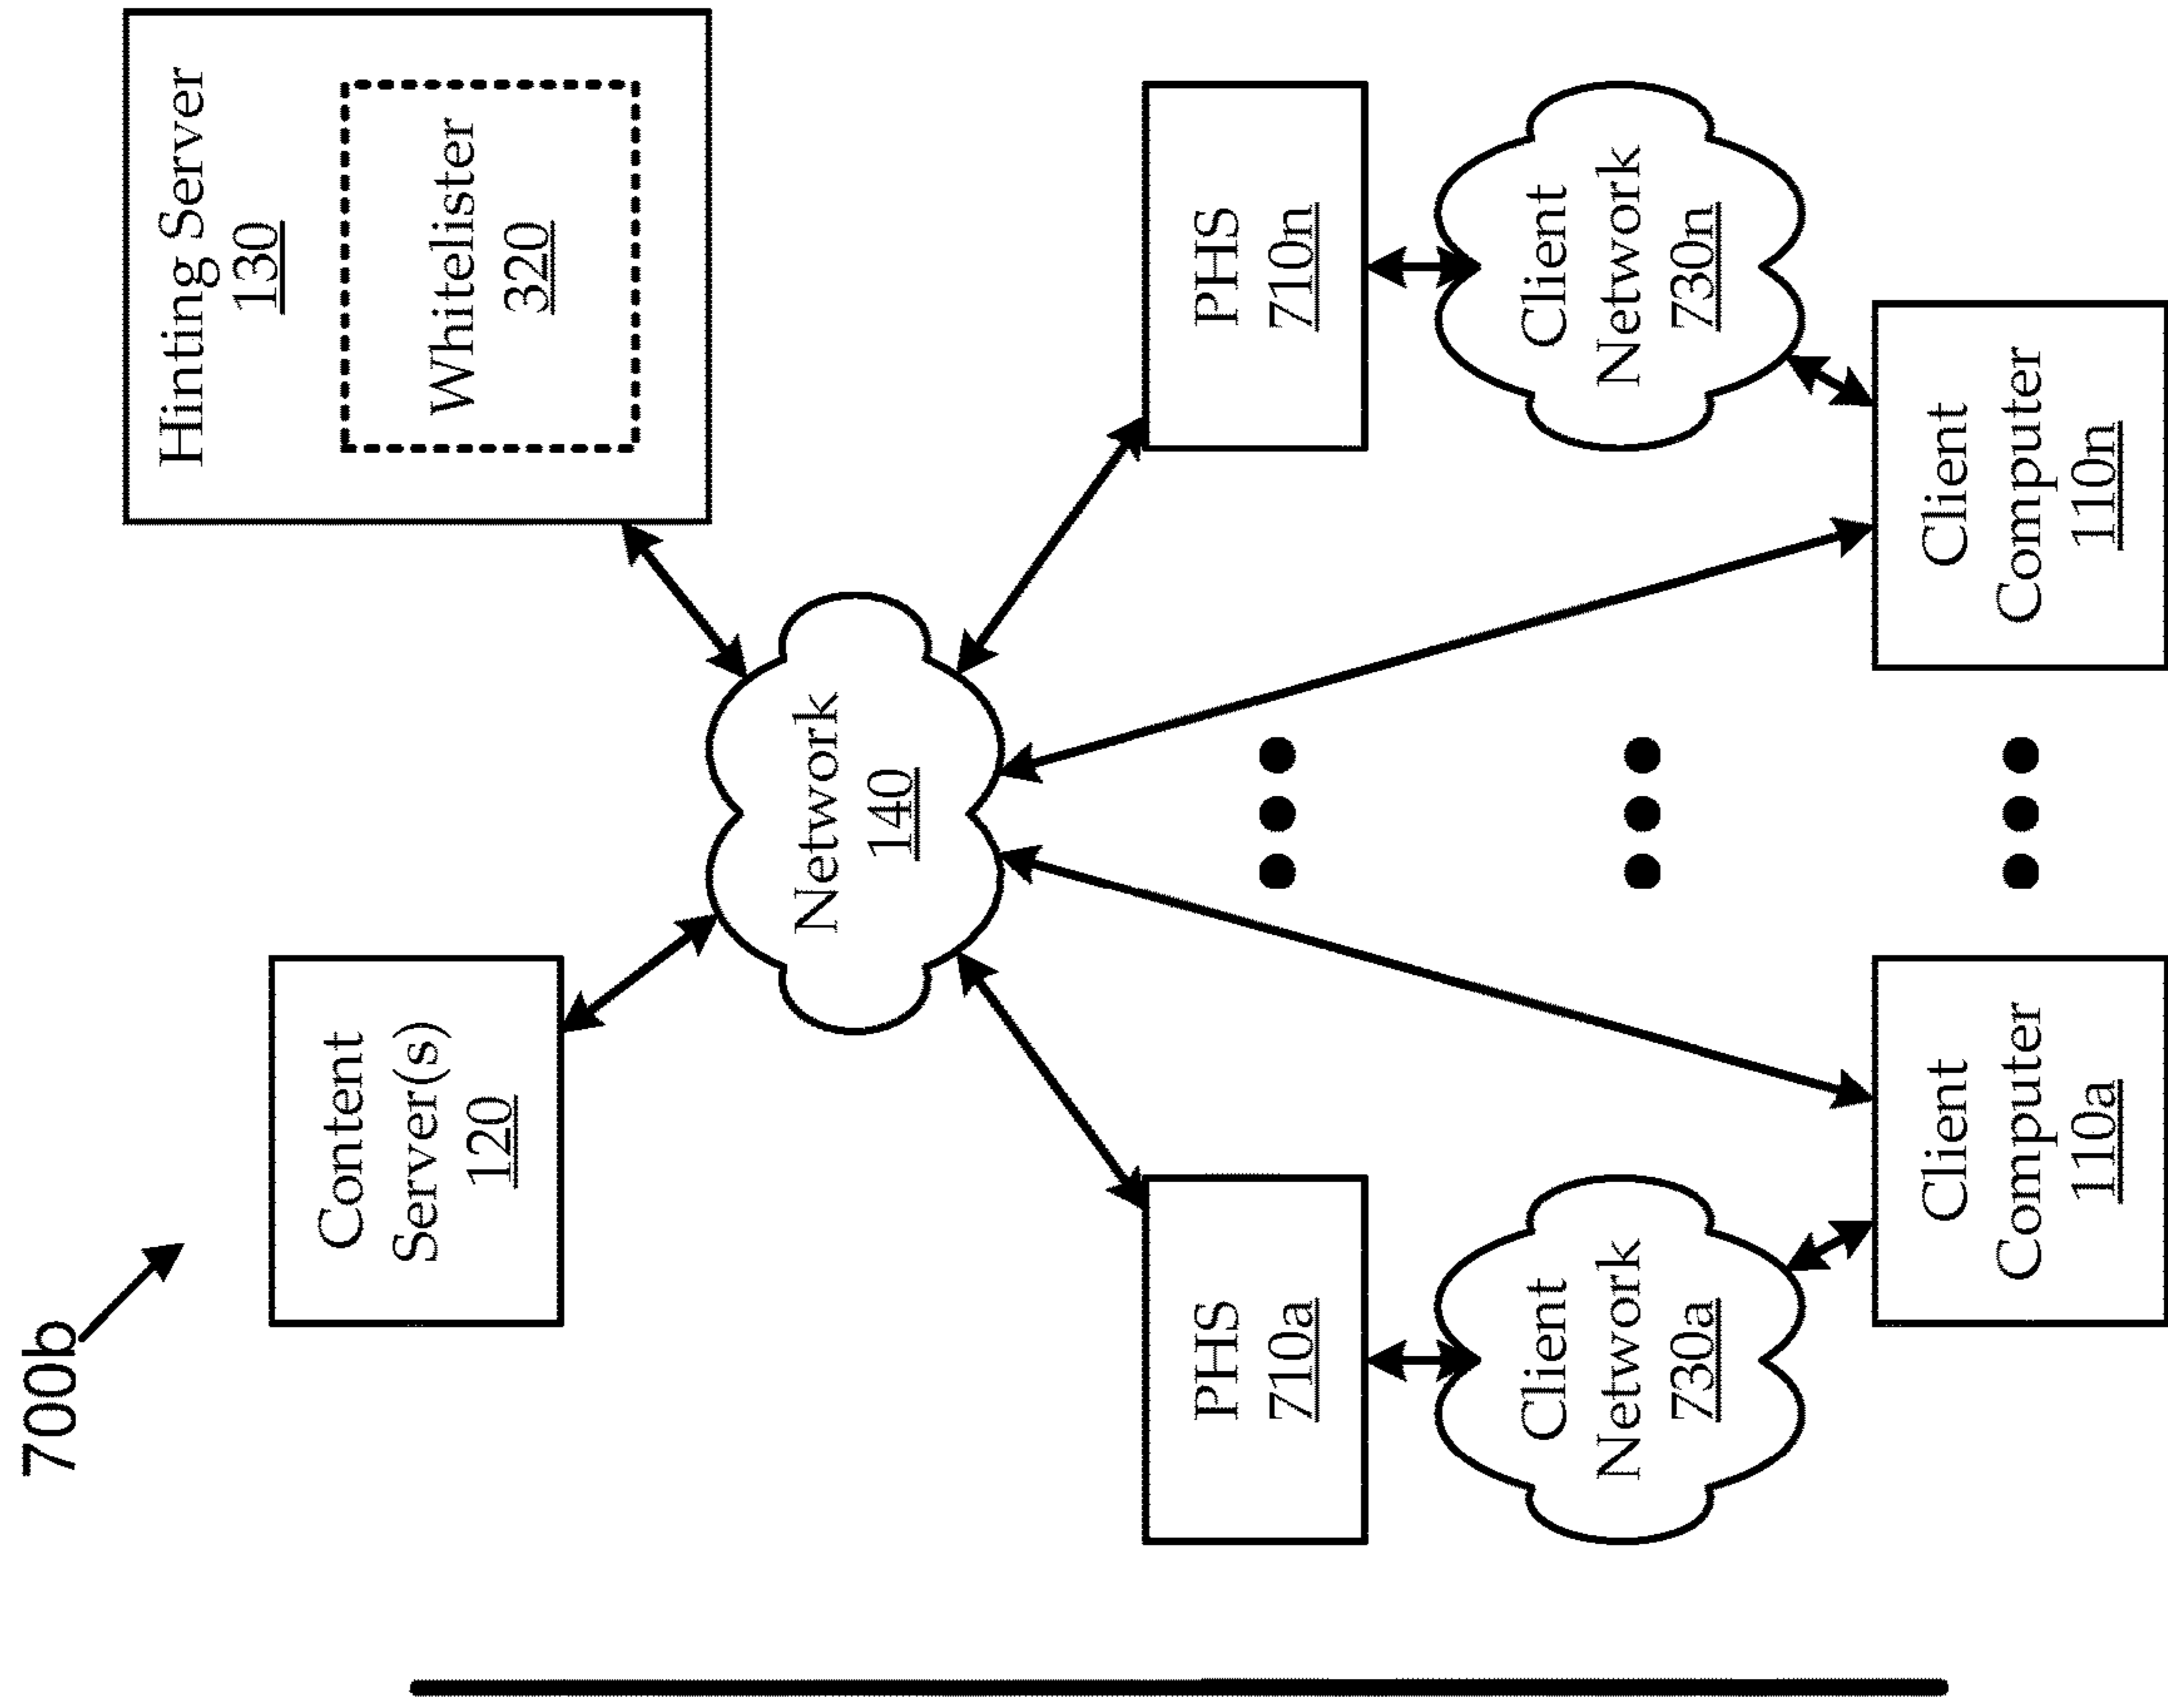 700b
Content
Server(s)
120
Hinting Server
130
Whitelister
320
Network
140
PHS
710a
PHS
710n
Client
Network
730a
Client
Network
730n
Client
Computer
110a
Client
Computer
110n